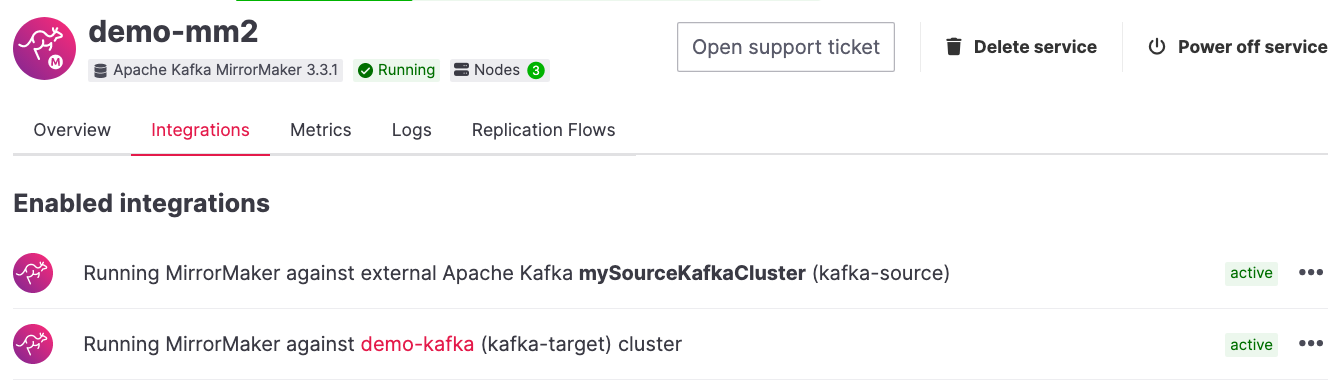 demo-mm2
Open support ticket
Delete service
Power off service
M
Apache Kafka MirrorMaker 3.3.1
Running
Nodes 3
Overview Integrations Metrics Logs Replication Flows
Enabled integrations
Running MirrorMaker against external Apache Kafka mySourceKafkaCluster (kafka-source)
active
Running MirrorMaker against demo-kafka (kafka-target) cluster
active